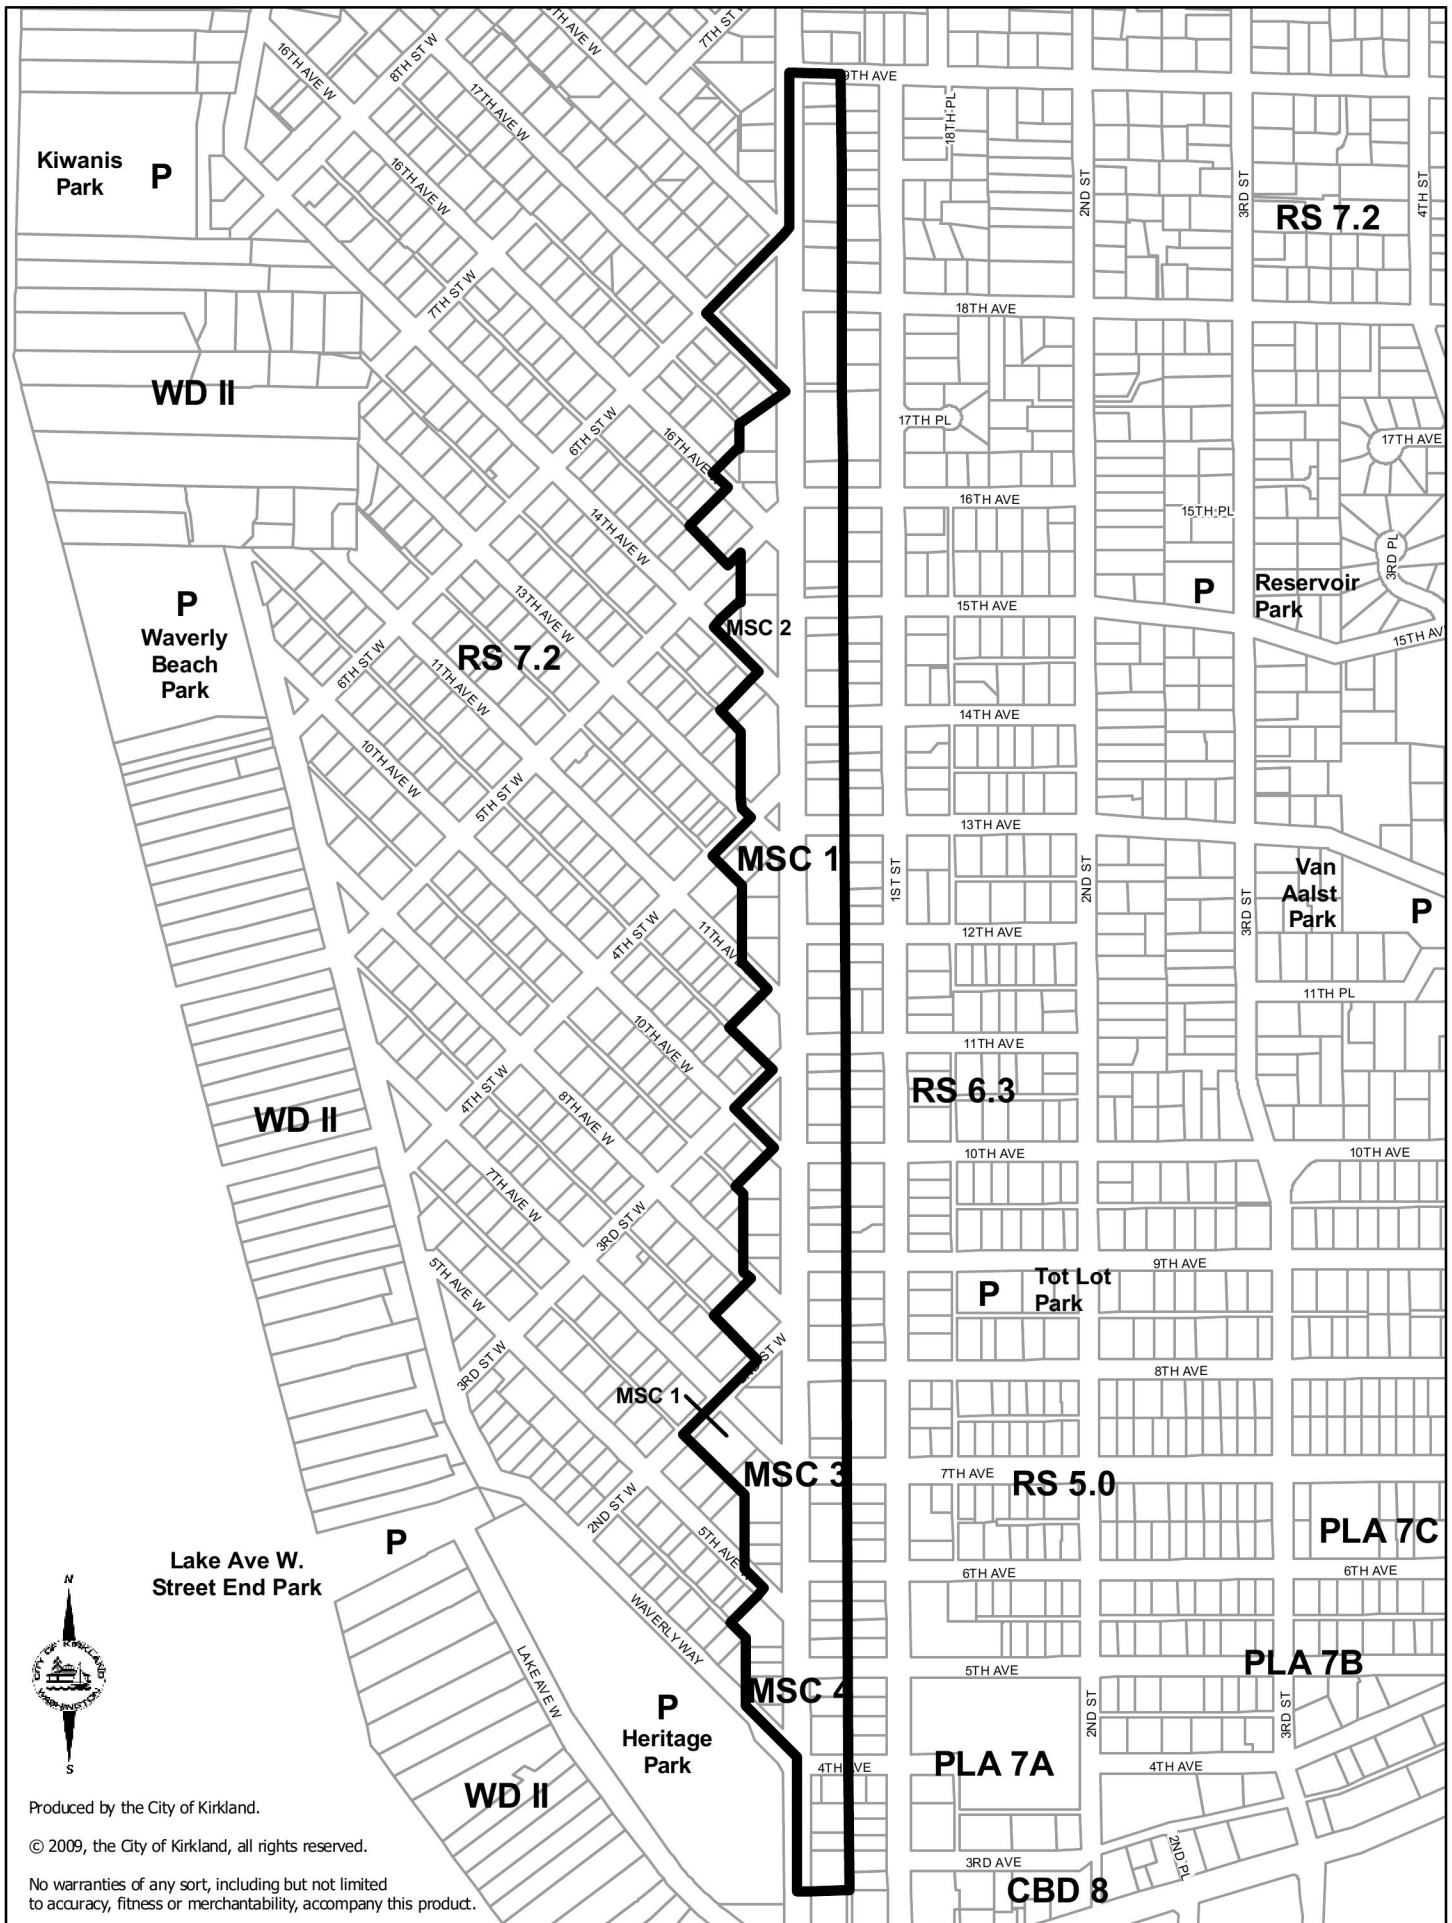 5TH AVE W
7TH ST W
16TH AVE W
8TH ST W
17TH AVE W
9TH AVE
18TH PL
Kiwanis
Park
P
16TH AVE W
2ND ST
3RD ST
RS 7.2
4TH ST
7TH ST W
18TH AVE
WD II
6TH ST W
16TH AVE
17TH PL
17TH AVE
16TH AVE
15TH PL
14TH AVE W
3RD PL
P
Waverly
Beach
Park
13TH AVE W
P
Reservoir
Park
15TH AVE
15TH AV
MSC 2
6TH ST W
RS 7.2
11TH AVE W
14TH AVE
10TH AVE W
5TH ST W
13TH AVE
MSC 1
1ST ST
2ND ST
3RD ST
Van
Aalst
Park
P
4TH ST W
11TH AVE
12TH AVE
11TH PL
10TH AVE W
11TH AVE
WD II
4TH ST W
8TH AVE W
RS 6.3
10TH AVE
10TH AVE
7TH AVE W
3RD ST W
9TH AVE
5TH AVE W
P
Tot Lot
Park
3RD ST W
ST W
8TH AVE
MSC 1
MSC 3
7TH AVE
RS 5.0
2ND ST W
5TH AVE
PLA 7C
P
Lake Ave W.
Street End Park
6TH AVE
6TH AVE
N
CITY OF KIRKLAND
WASHINGTON
S
WAVERLY WAY
LAKE AVE W
5TH AVE
PLA 7B
MSC 4
2ND ST
3RD ST
P
Heritage
Park
4TH AVE
PLA 7A
4TH AVE
WD II
2ND PL
3RD AVE
CBD 8
Produced by the City of Kirkland.
© 2009, the City of Kirkland, all rights reserved.
No warranties of any sort, including but not limited
to accuracy, fitness or merchantability, accompany this product.